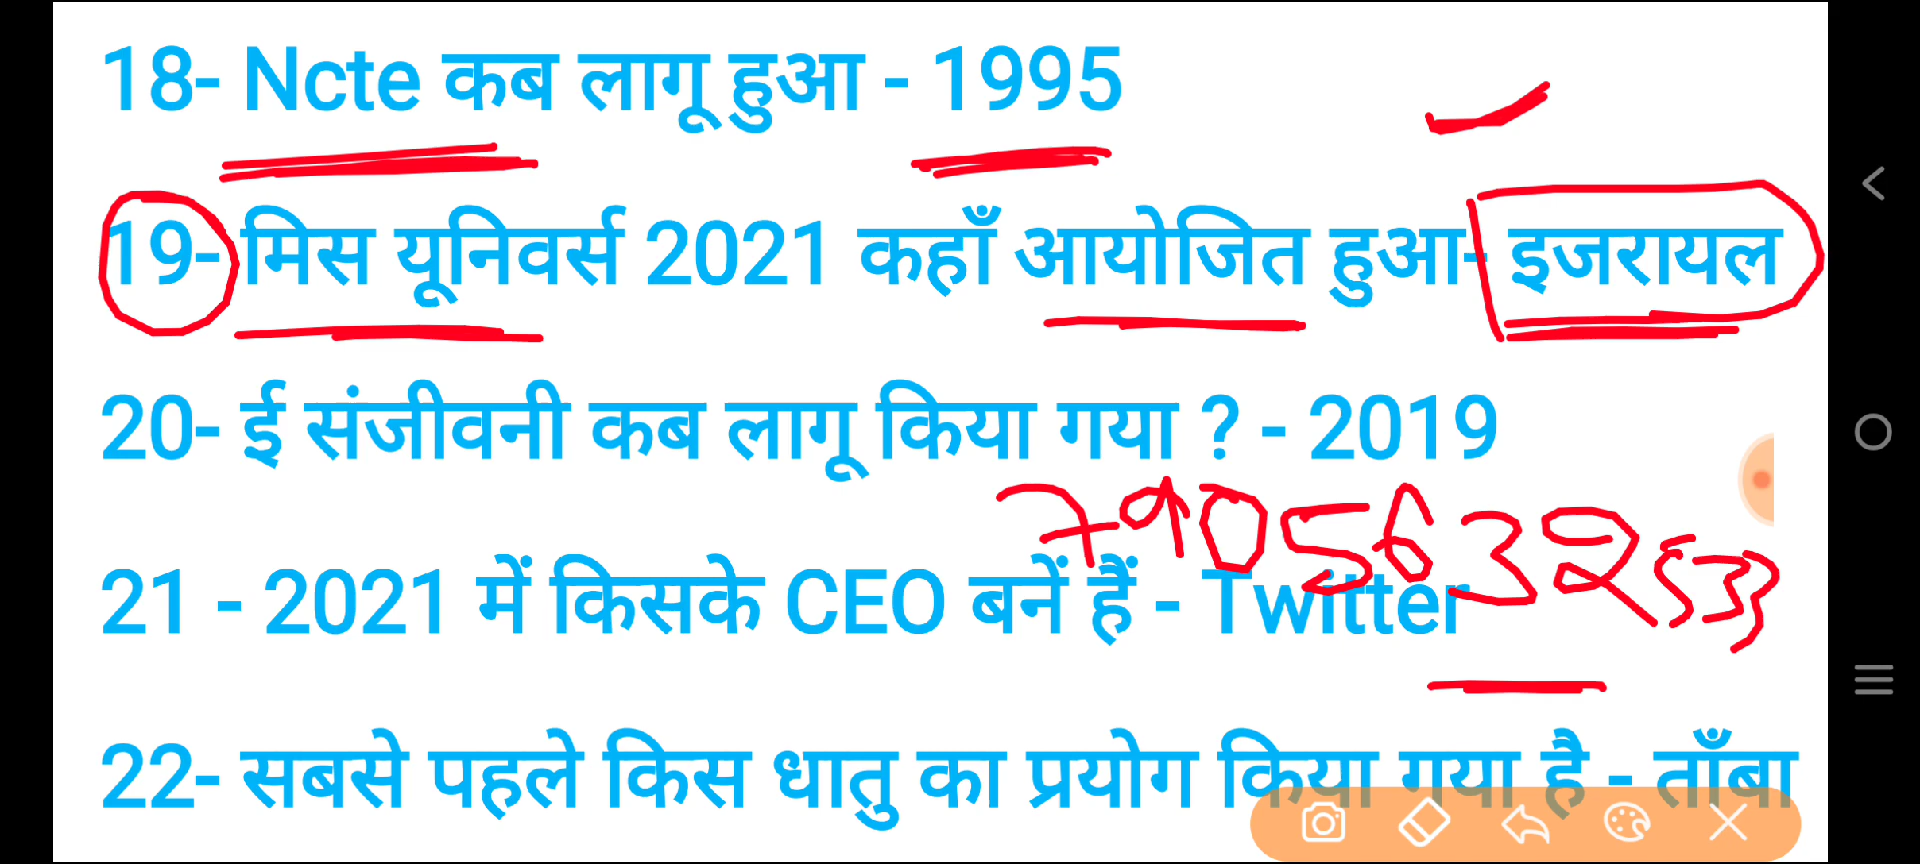 18- Ncte कब लागू हुआ - 1995
19- मिस यूनिवर्स 2021 कहाँ आयोजित हुआ- इजरायल
20- ई संजीवनी कब लागू किया गया ? - 2019
7905632533
21 - 2021 में किसके CEO बनें हैं - Twitter
22- सबसे पहले किस धातु का प्रयोग किया गया है - ताँबा